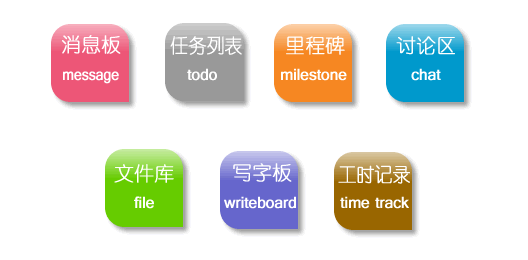 消息板
message
任务列表
todo
里程碑
milestone
讨论区
chat
文件库
file
写字板
writeboard
工时记录
time track